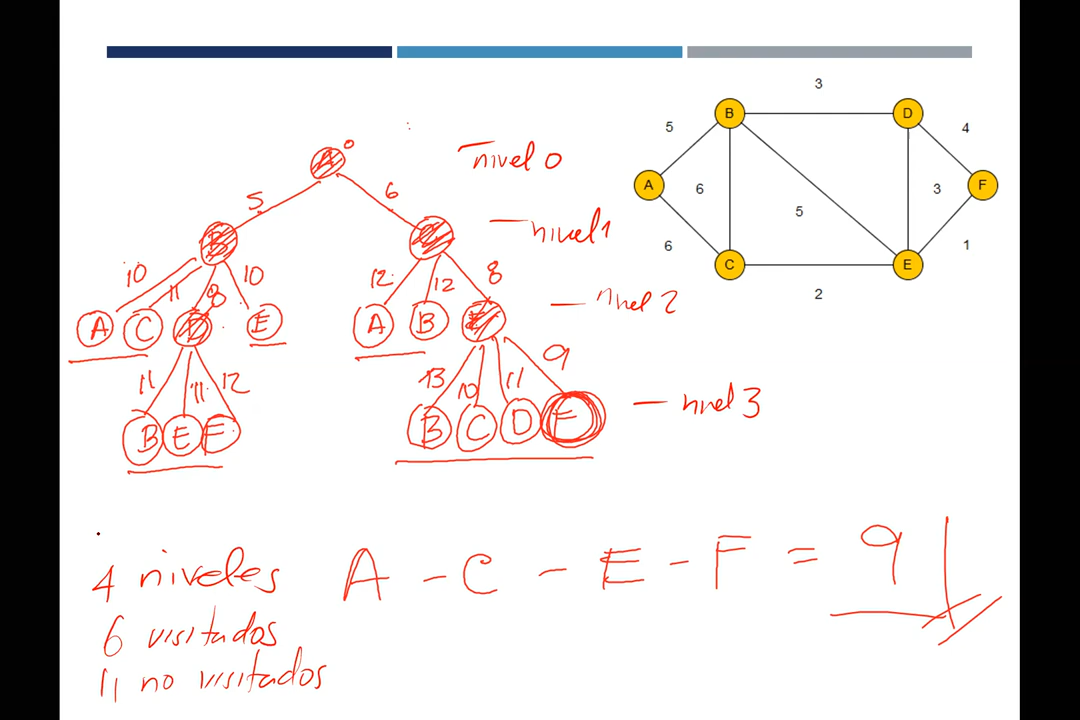 A 0
nivel 0
5 6
B C
nivel 1
10 11 8 10 12 12 8
nivel 2
A C D E A B E
11 11 12 13 10 11 9
nivel 3
B E F B C D F
3
B D
5 4
A 6 3 F
5
6 1
C E
2
4 niveles
6 visitados
11 no visitados
A - C - E - F = 9